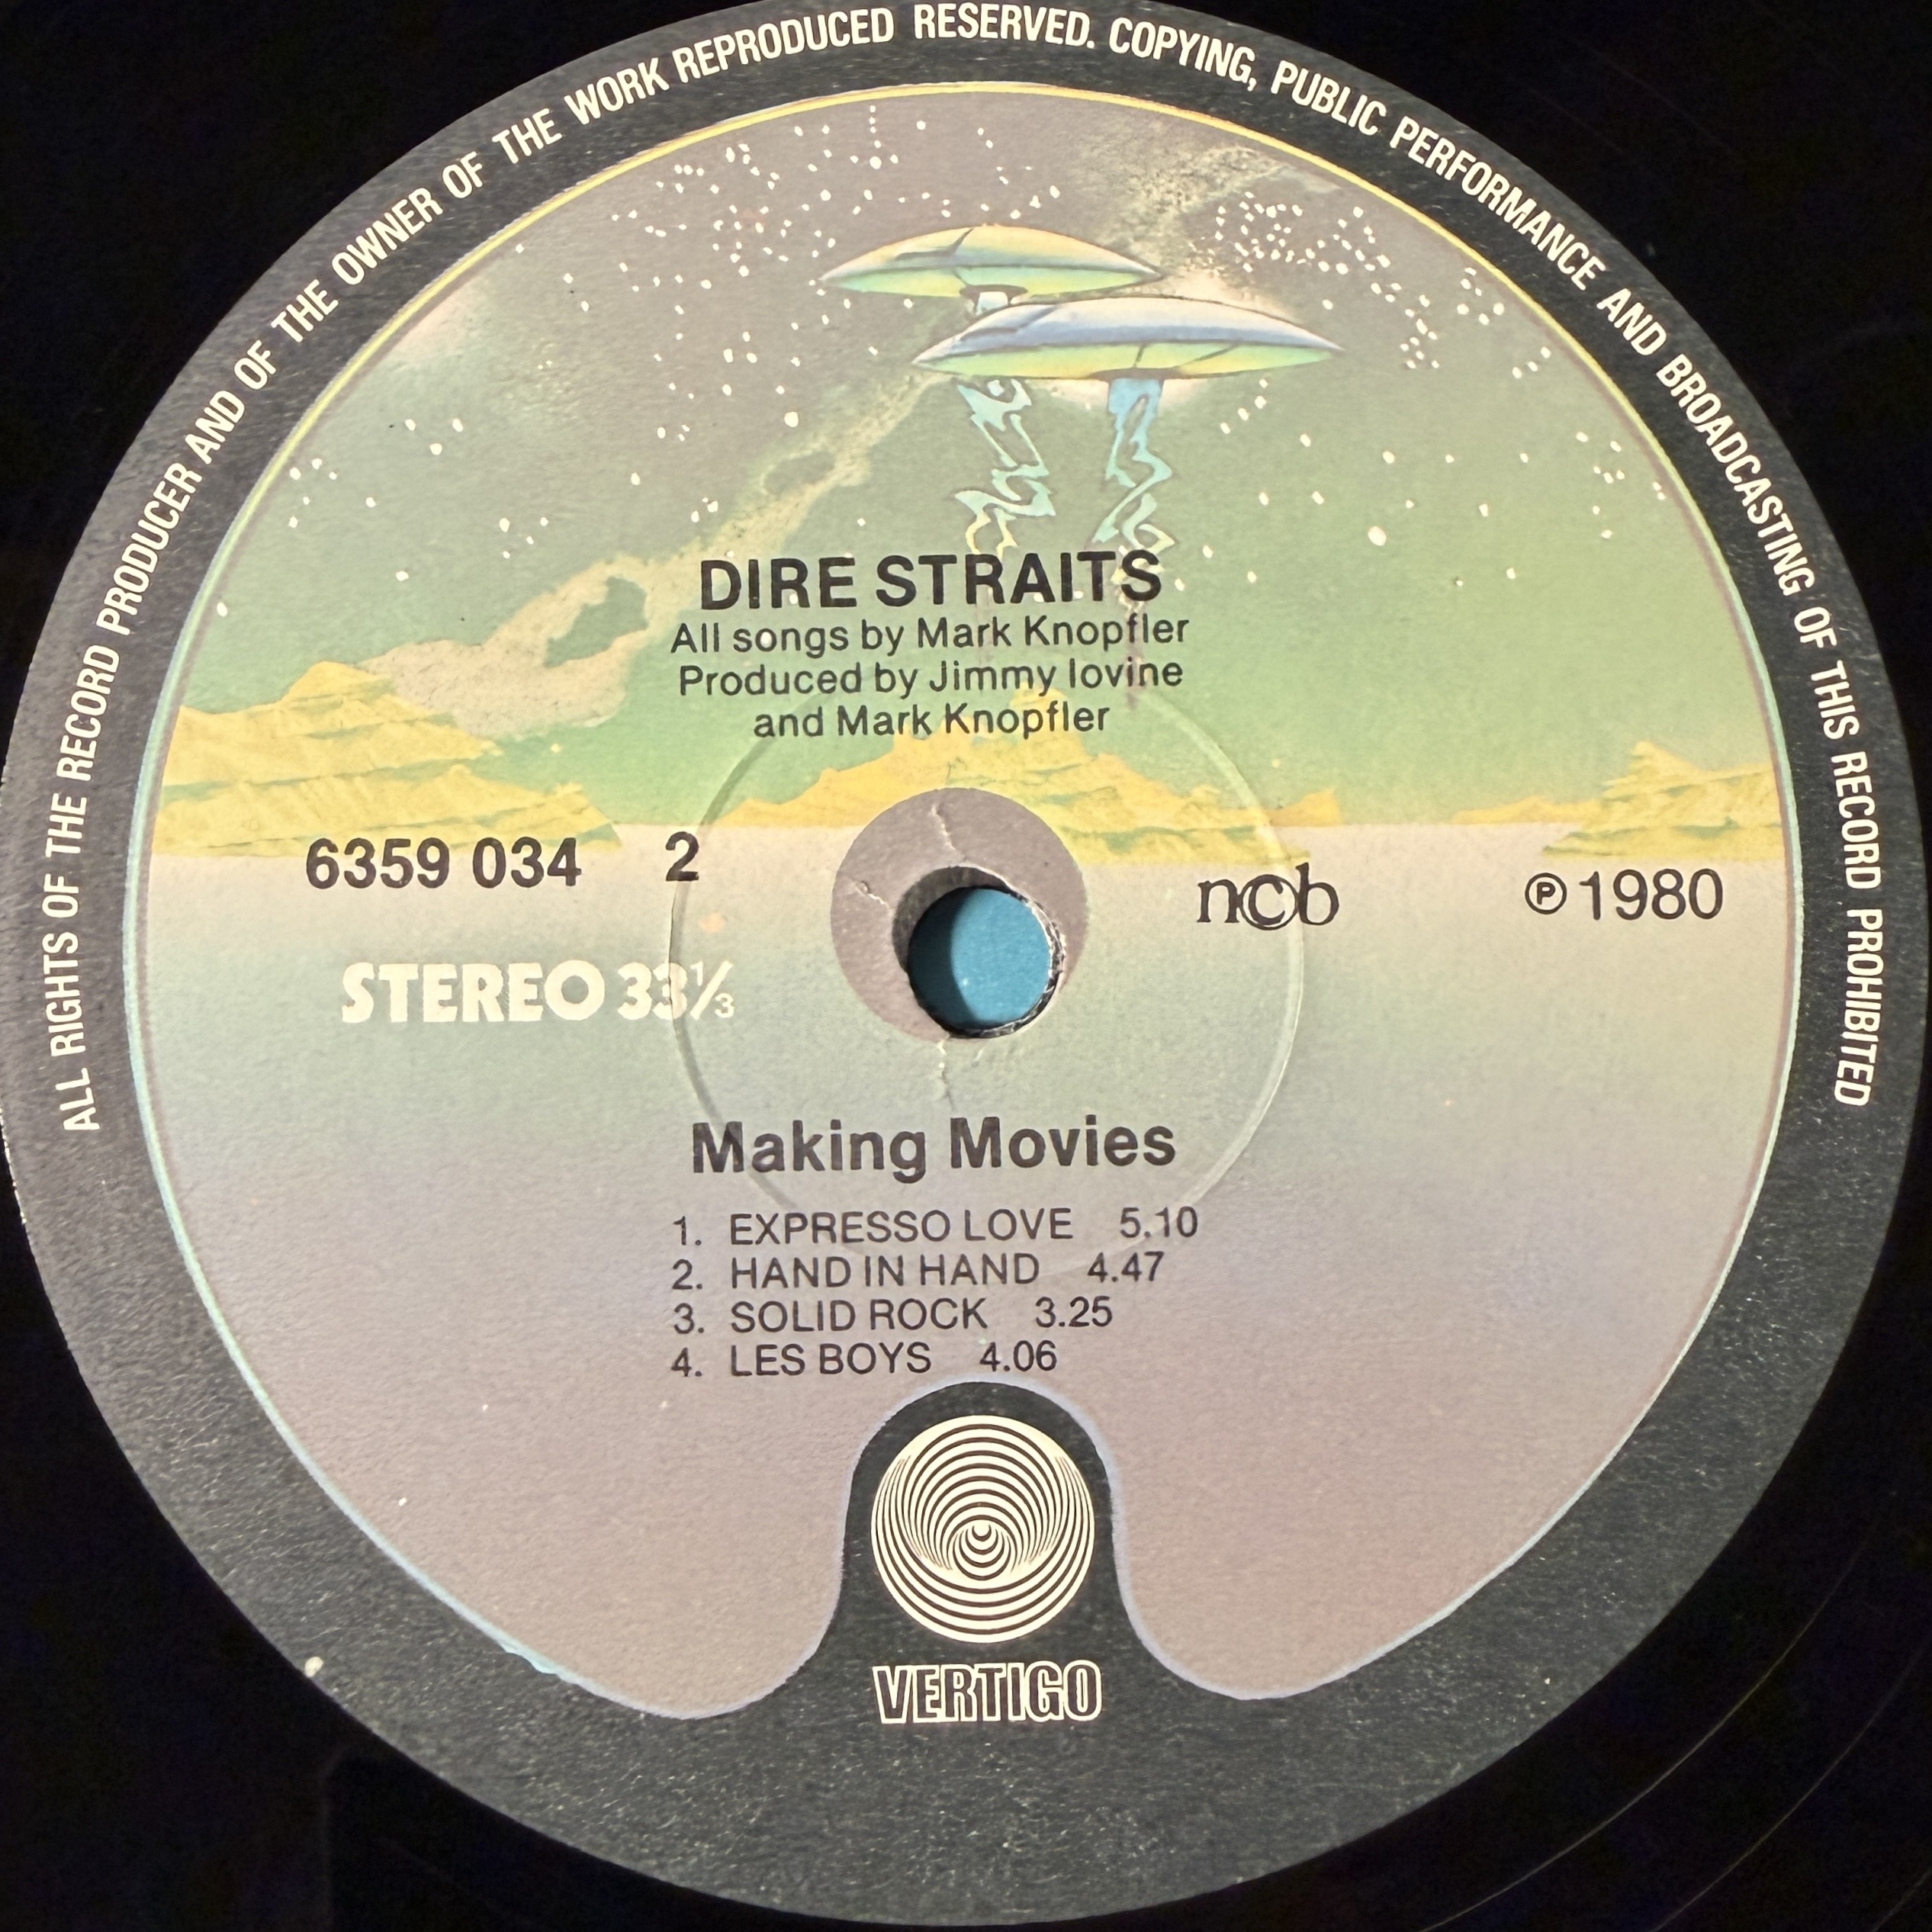 ALL RIGHTS OF THE RECORD PRODUCER AND OF THE OWNER OF THE WORK REPRODUCED RESERVED. COPYING, PUBLIC PERFORMANCE AND BROADCASTING OF THIS RECORD PROHIBITED
DIRE STRAITS
All songs by Mark Knopfler
Produced by Jimmy Iovine
and Mark Knopfler
6359 034 2
ncb ℗ 1980
STEREO 33⅓
Making Movies
1. EXPRESSO LOVE 5.10
2. HAND IN HAND 4.47
3. SOLID ROCK 3.25
4. LES BOYS 4.06
VERTIGO